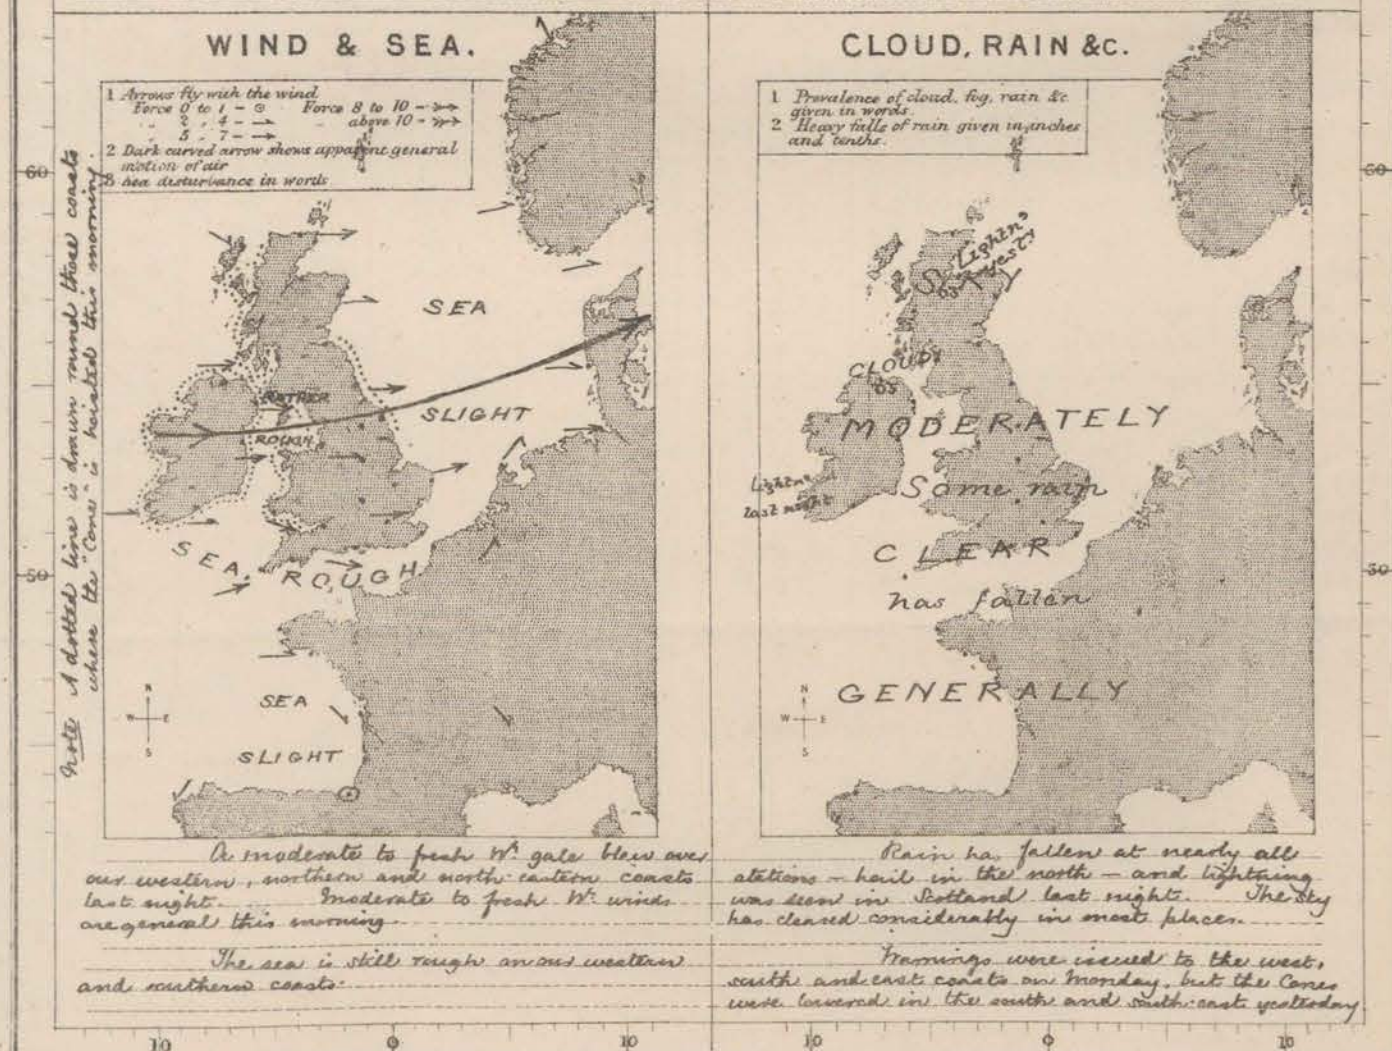 WIND & SEA.
1 Arrows fly with the wind
Force 0 to 1 - ⊙ Force 8 to 10 - ➳
" 2 " 4 - → " above 10 - ➳
" 5 " 7 - →
2 Dark curved arrow shows apparent general
motion of air
3 Sea disturbance in words
Note A dotted line is drawn round those coasts
where the "Cone" is hoisted this morning.
60
50
SEA
SLIGHT
RATHER
ROUGH
SEA ROUGH
SEA
SLIGHT
N
W E
S
A moderate to fresh Wly gale blew over
our western, northern and north-eastern coasts
last night. Moderate to fresh Wly winds
are general this morning.
The sea is still rough on our western
and southern coasts.
10 0 10
CLOUD, RAIN &c.
1 Prevalence of cloud, fog, rain &c
given in words.
2 Heavy falls of rain given in inches
and tenths.
60
50
Lightng
yesty
05
CLOUDY
05
MODERATELY
Lightng
last night
Some rain
CLEAR
has fallen
GENERALLY
N
W E
S
Rain has fallen at nearly all
stations - hail in the north - and lightning
was seen in Scotland last night. The sky
has cleared considerably in most places.
Warnings were issued to the west,
south and east coasts on Monday, but the Cones
were lowered in the south and south-east yesterday
10 0 10